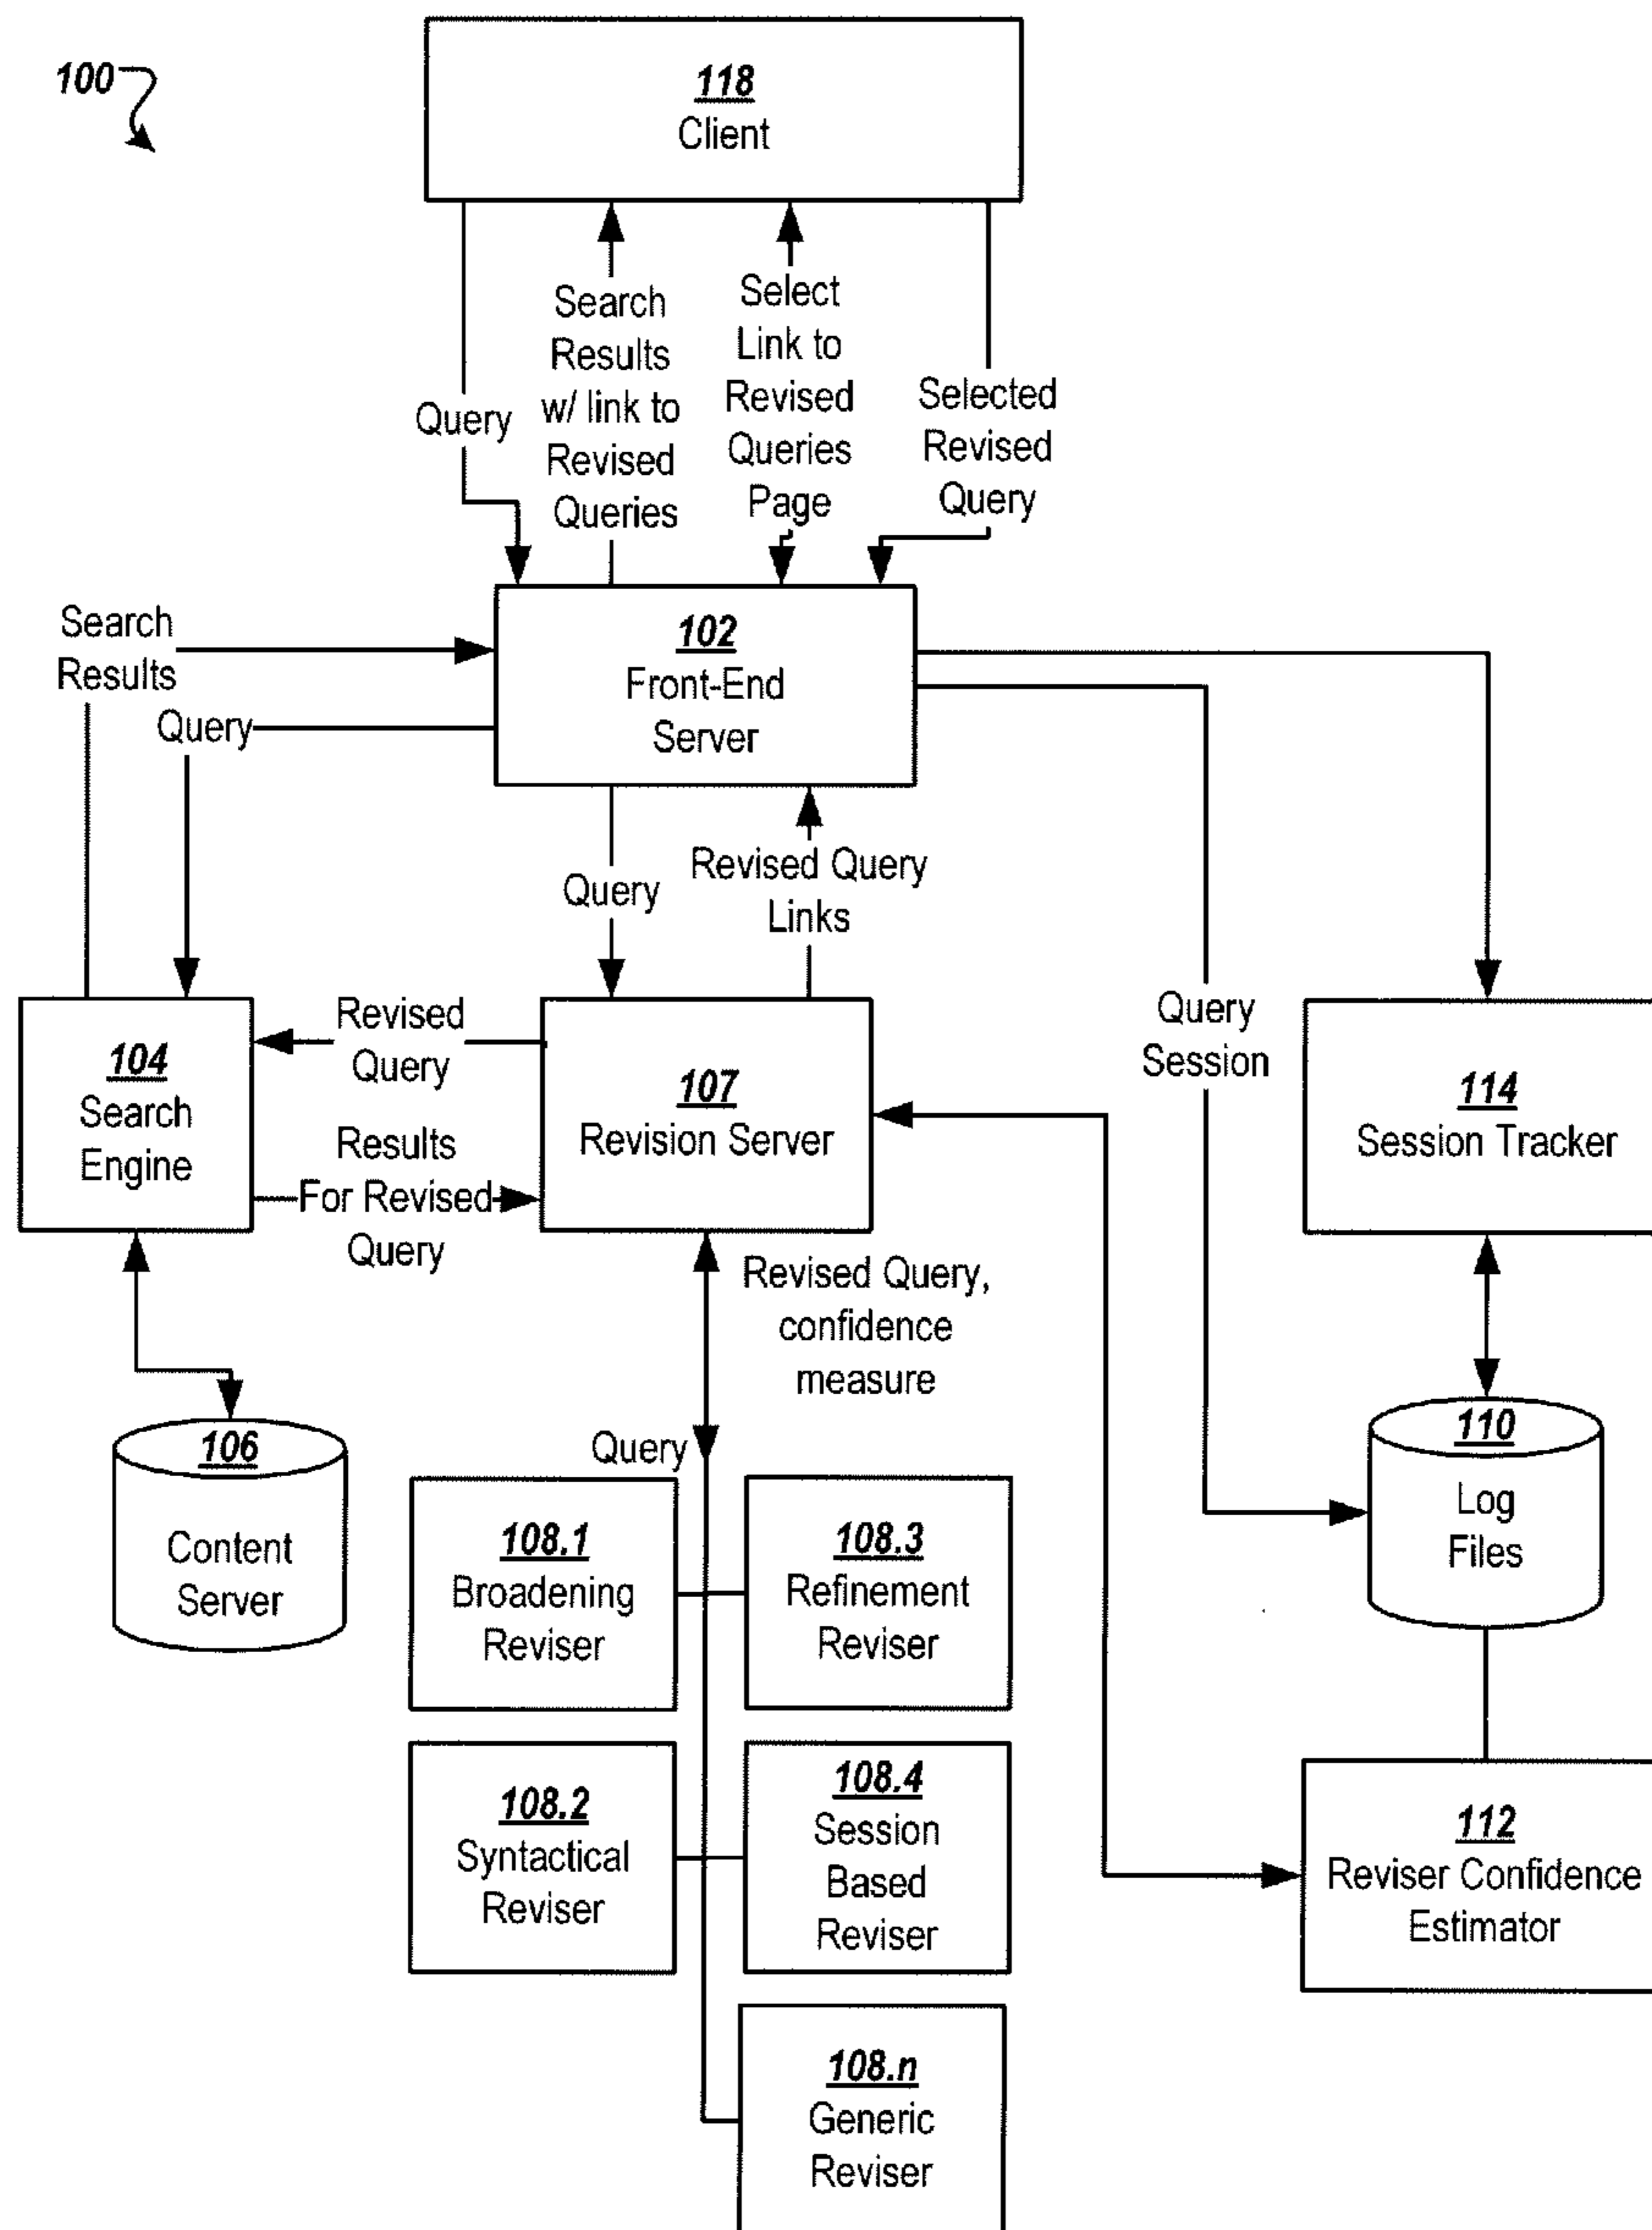 100
118
Client
Query
Search
Results
w/ link to
Revised
Queries
Select
Link to
Revised
Queries
Page
Selected
Revised
Query
Search
Results
Query
102
Front-End
Server
Query
Revised Query
Links
Query
Session
104
Search
Engine
Revised
Query
Results
For Revised
Query
107
Revision Server
114
Session Tracker
Revised Query,
confidence
measure
Query
106
Content
Server
110
Log
Files
108.1
Broadening
Reviser
108.3
Refinement
Reviser
108.2
Syntactical
Reviser
108.4
Session
Based
Reviser
112
Reviser Confidence
Estimator
108.n
Generic
Reviser